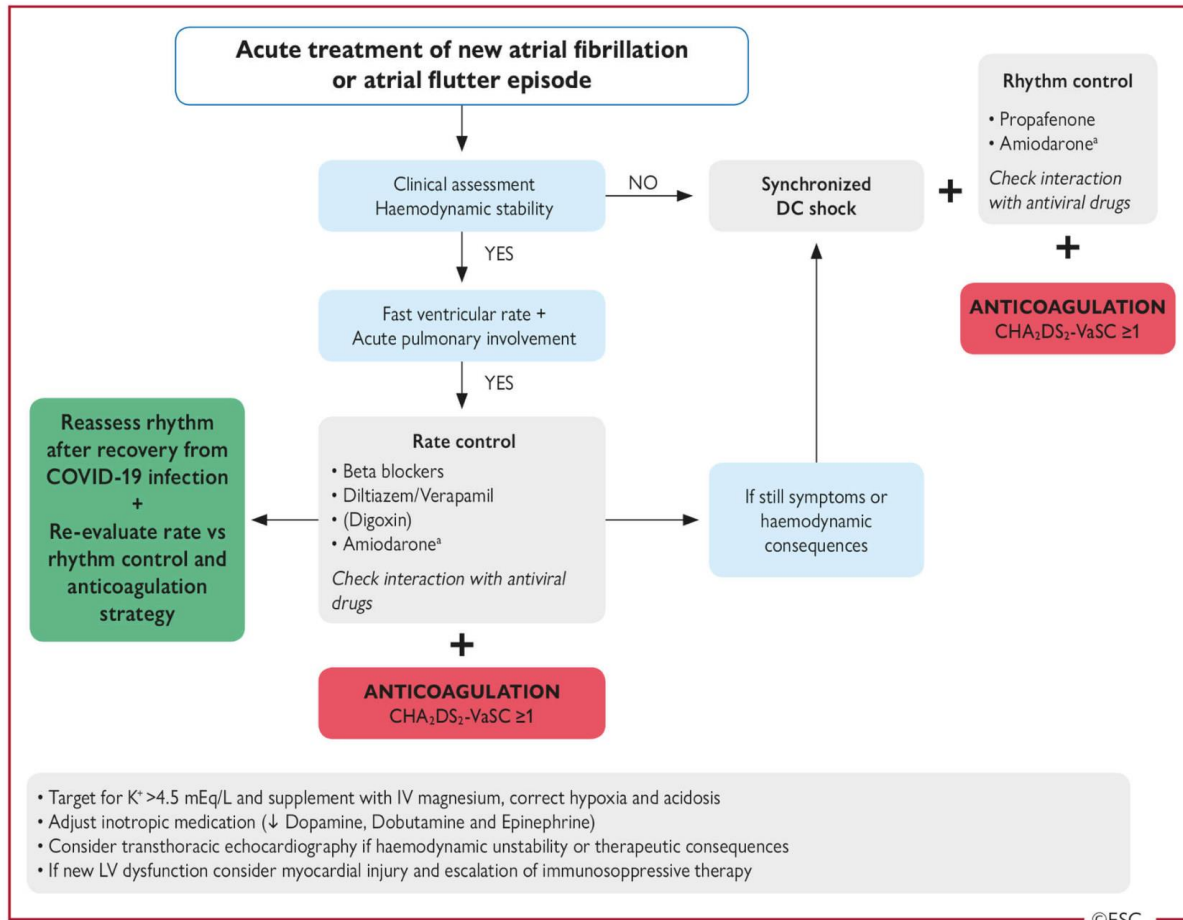 Acute treatment of new atrial fibrillation
or atrial flutter episode
Rhythm control
• Propafenone
• Amiodaroneᵃ
Check interaction
with antiviral drugs
Clinical assessment
Haemodynamic stability
NO
Synchronized
DC shock
+
+
YES
ANTICOAGULATION
CHA₂DS₂-VaSC ≥1
Fast ventricular rate +
Acute pulmonary involvement
YES
Reassess rhythm
after recovery from
COVID-19 infection
+
Re-evaluate rate vs
rhythm control and
anticoagulation
strategy
Rate control
• Beta blockers
• Diltiazem/Verapamil
• (Digoxin)
• Amiodaroneᵃ
Check interaction with antiviral
drugs
If still symptoms or
haemodynamic
consequences
+
ANTICOAGULATION
CHA₂DS₂-VaSC ≥1
• Target for K⁺ >4.5 mEq/L and supplement with IV magnesium, correct hypoxia and acidosis
• Adjust inotropic medication (↓ Dopamine, Dobutamine and Epinephrine)
• Consider transthoracic echocardiography if haemodynamic unstability or therapeutic consequences
• If new LV dysfunction consider myocardial injury and escalation of immunosoppressive therapy
©ESC